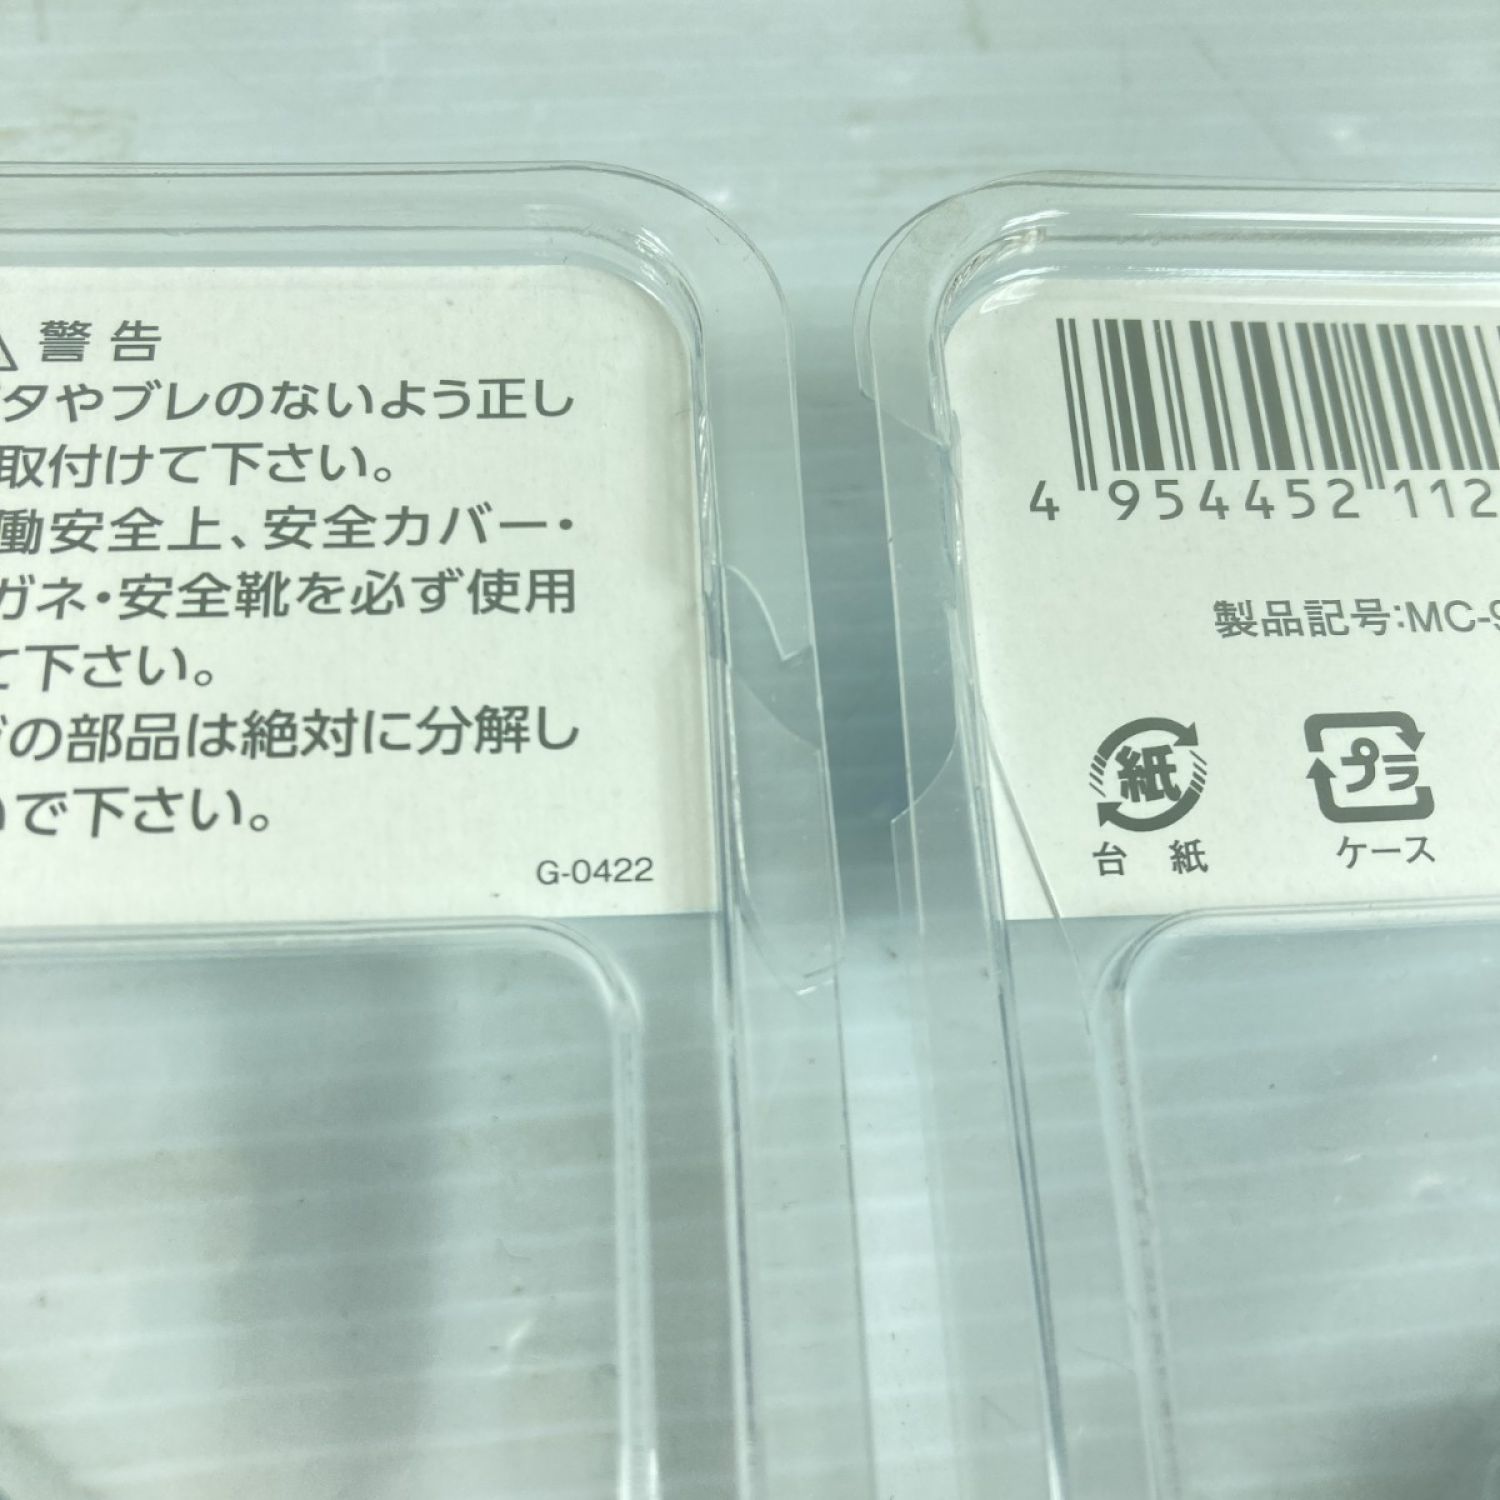 警告
タやブレのないよう正し
取付けて下さい。
働安全上、安全カバー・
ガネ・安全靴を必ず使用
て下さい。
の部品は絶対に分解し
いで下さい。
G-0422
4 954452 112
製品記号:MC-9
紙
プラ
台 紙
ケース